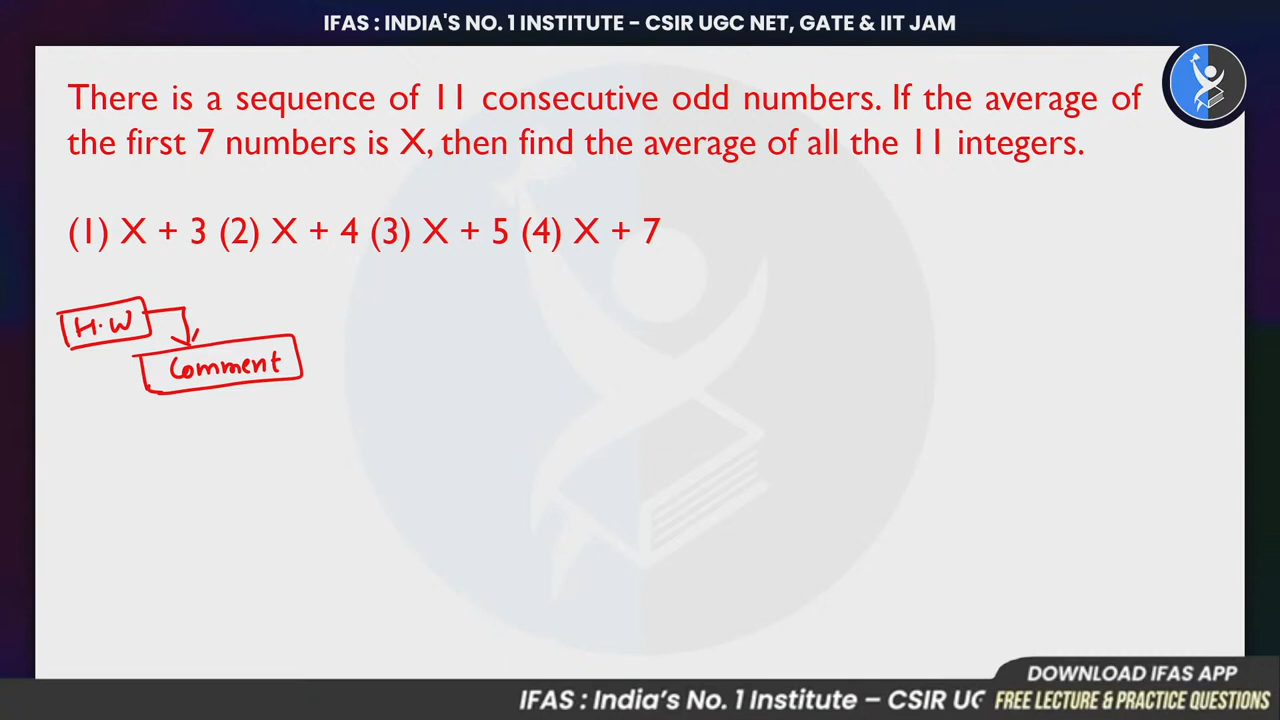 IFAS : INDIA'S NO. 1 INSTITUTE – CSIR UGC NET, GATE & IIT JAM
There is a sequence of 11 consecutive odd numbers. If the average of
the first 7 numbers is X, then find the average of all the 11 integers.
(1) X + 3 (2) X + 4 (3) X + 5 (4) X + 7
H.W
Comment
DOWNLOAD IFAS APP
IFAS : India's No. 1 Institute – CSIR UG
FREE LECTURE & PRACTICE QUESTIONS